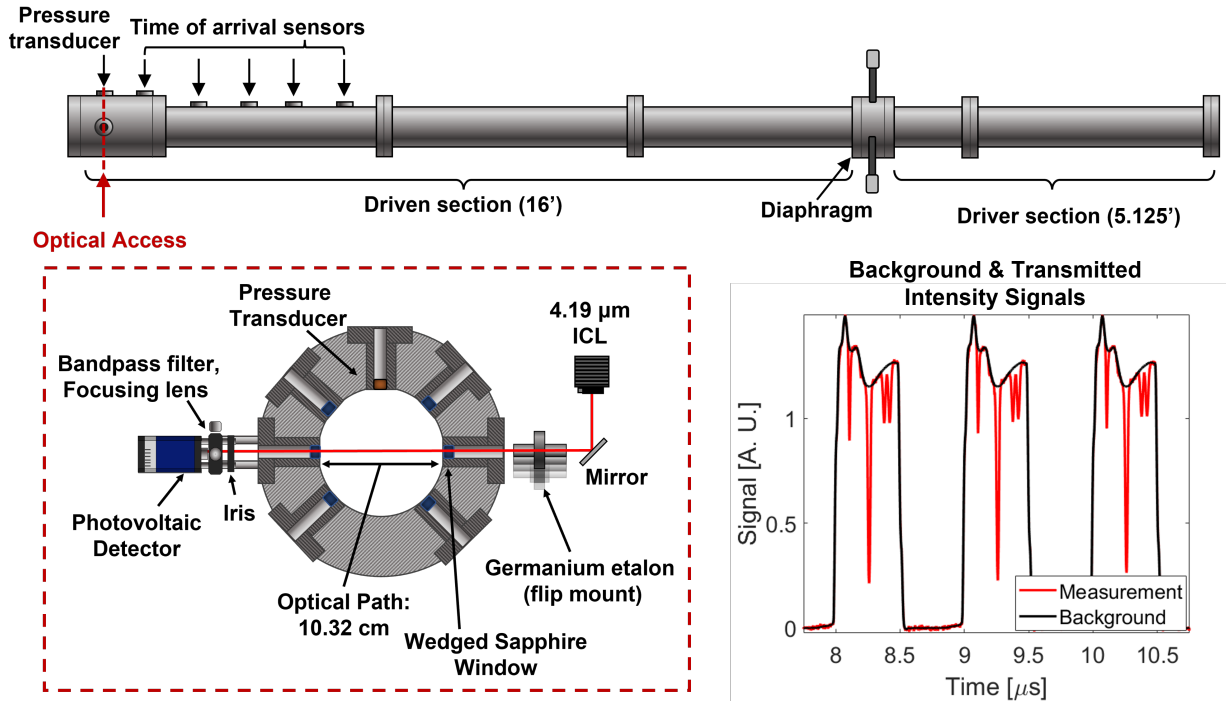 Pressure
transducer
Time of arrival sensors
Driven section (16’)
Diaphragm
Driver section (5.125’)
Optical Access
Pressure
Transducer
4.19 µm
ICL
Bandpass filter,
Focusing lens
Mirror
Iris
Photovoltaic
Detector
Germanium etalon
(flip mount)
Optical Path:
10.32 cm
Wedged Sapphire
Window
Background & Transmitted
Intensity Signals
Signal [A. U.]
1
0.5
0
Measurement
Background
8 8.5 9 9.5 10 10.5
Time [μs]